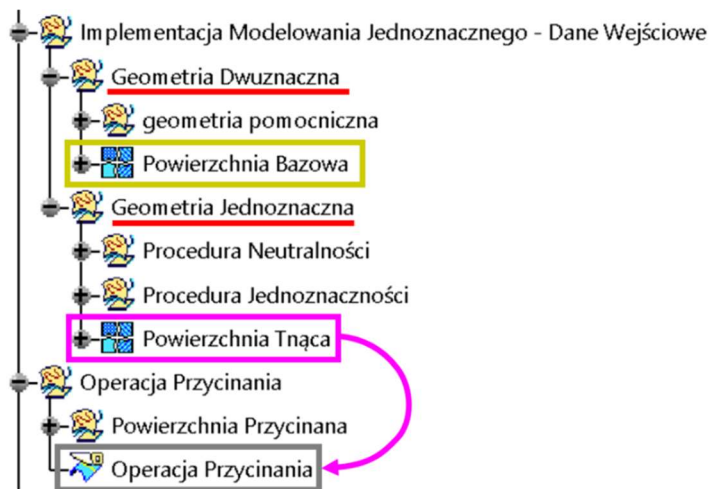 Implementacja Modelowania Jednoznacznego - Dane Wejściowe
Geometria Dwuznaczna
geometria pomocniczna
Powierzchnia Bazowa
Geometria Jednoznaczna
Procedura Neutralności
Procedura Jednoznaczności
Powierzchnia Tnąca
Operacja Przycinania
Powierzchnia Przycinana
Operacja Przycinania